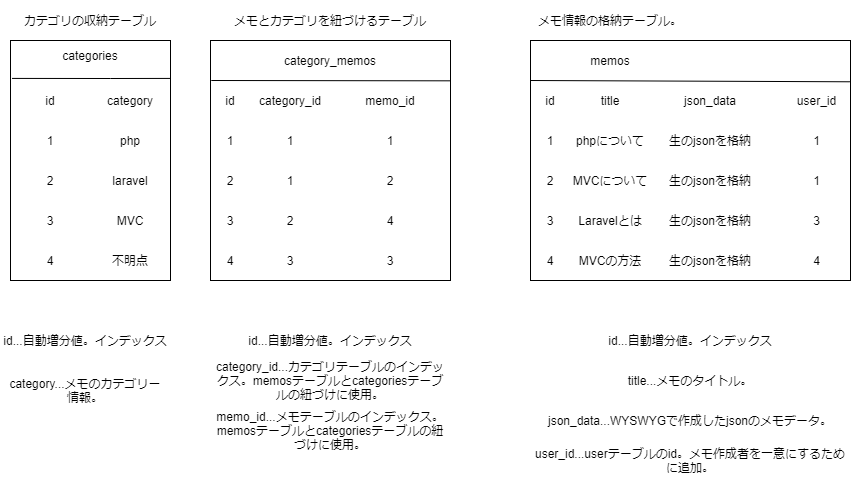 カテゴリの収納テーブル
categories
id category
1 php
2 laravel
3 MVC
4 不明点
id...自動増分値。インデックス
category...メモのカテゴリー
情報。
メモとカテゴリを紐づけるテーブル
category_memos
id category_id memo_id
1 1 1
2 1 2
3 2 4
4 3 3
id...自動増分値。インデックス
category_id...カテゴリテーブルのインデッ
クス。memosテーブルとcategoriesテーブ
ルの紐づけに使用。
memo_id...メモテーブルのインデックス。
memosテーブルとcategoriesテーブルの紐
づけに使用。
メモ情報の格納テーブル。
memos
id title json_data user_id
1 phpについて 生のjsonを格納 1
2 MVCについて 生のjsonを格納 1
3 Laravelとは 生のjsonを格納 3
4 MVCの方法 生のjsonを格納 4
id...自動増分値。インデックス
title...メモのタイトル。
json_data...WYSWYGで作成したjsonのメモデータ。
user_id...userテーブルのid。メモ作成者を一意にするため
に追加。